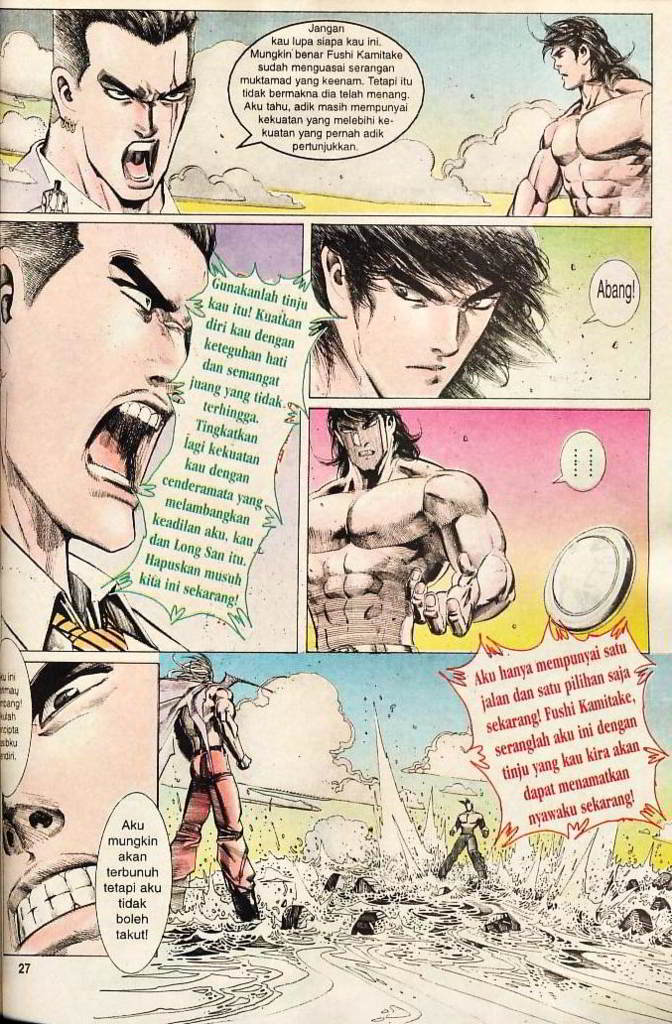 Jangan
kau lupa siapa kau ini.
Mungkin benar Fushi Kamitake
sudah menguasai serangan
muktamad yang keenam. Tetapi itu
tidak bermakna dia telah menang.
Aku tahu, adik masih mempunyai
kekuatan yang melebihi ke-
kuatan yang pernah adik
pertunjukkan.
Gunakanlah tinju
kau itu! Kuatkan
diri kau dengan
keteguhan hati
dan semangat
juang yang tidak
terhingga.
Tingkatkan
lagi kekuatan
kau dengan
cenderamata yang
melambangkan
keadilan aku, kau
dan Long San itu.
Hapuskan musuh
kita ini sekarang!
Abang!
Aku hanya mempunyai satu
jalan dan satu pilihan saja
sekarang! Fushi Kamitake,
seranglah aku ini dengan
tinju yang kau kira akan
dapat menamatkan
nyawaku sekarang!
Aku
mungkin
akan
terbunuh
tetapi aku
tidak
boleh
takut!
27